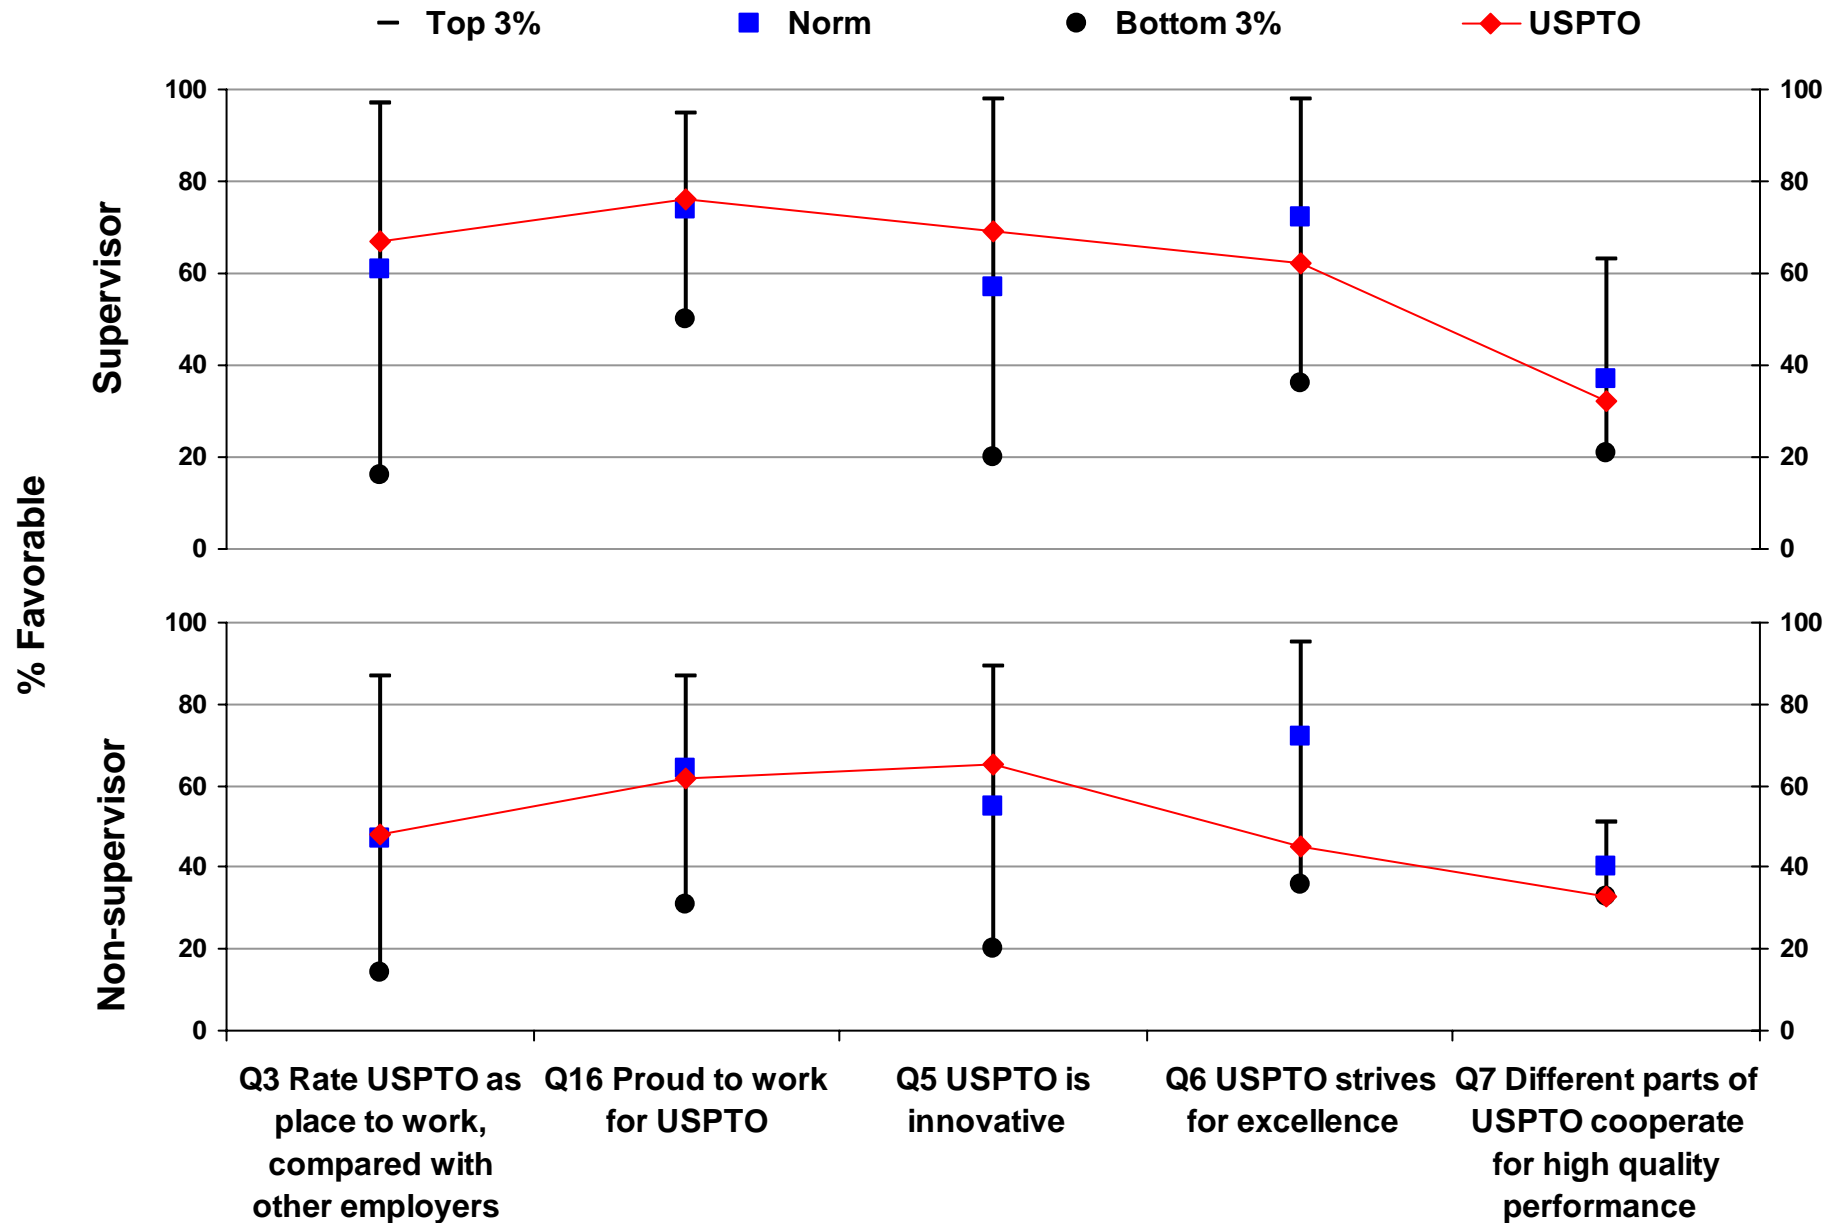 Top 3% Norm Bottom 3% USPTO
% Favorable
Supervisor
100 100
80 80
60 60
40 40
20 20
0 0
Non-supervisor
100 100
80 80
60 60
40 40
20 20
0 0
Q3 Rate USPTO as Q16 Proud to work Q5 USPTO is Q6 USPTO strives Q7 Different parts of
place to work, for USPTO innovative for excellence USPTO cooperate
compared with for high quality
other employers performance